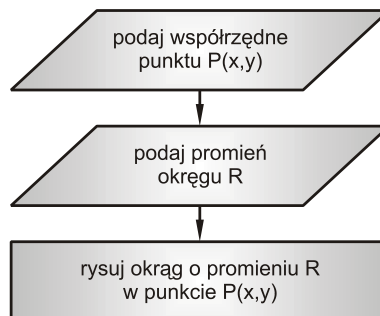 podaj współrzędne
punktu P(x,y)
podaj promień
okręgu R
rysuj okrąg o promieniu R
w punkcie P(x,y)